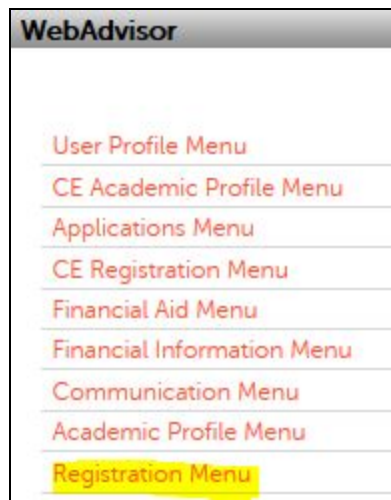 WebAdvisor
User Profile Menu
CE Academic Profile Menu
Applications Menu
CE Registration Menu
Financial Aid Menu
Financial Information Menu
Communication Menu
Academic Profile Menu
Registration Menu